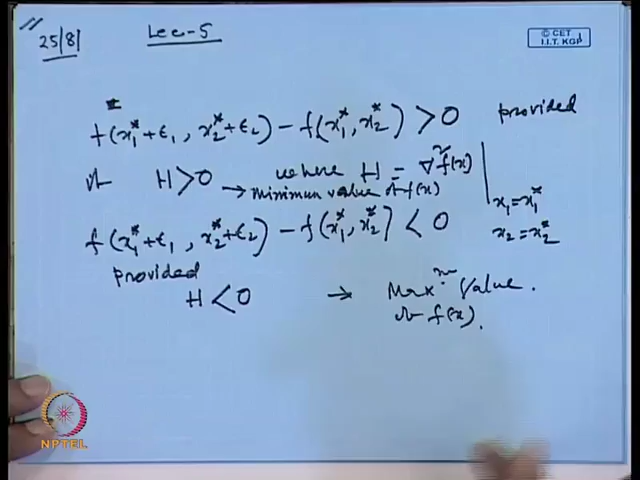 25/8/
Lec-5
© CET
I.I.T. KGP
f(x₁*+ε₁, x₂*+ε₂) − f(x₁*, x₂*) > 0 provided
H > 0 where H = ∇²f(x) |
→ minimum value of f(x)
x₁=x₁*
x₂=x₂*
f(x₁*+ε₁, x₂*+ε₂) − f(x₁*, x₂*) < 0
provided
H < 0 → Maxᵐ Value
of f(x).
NPTEL